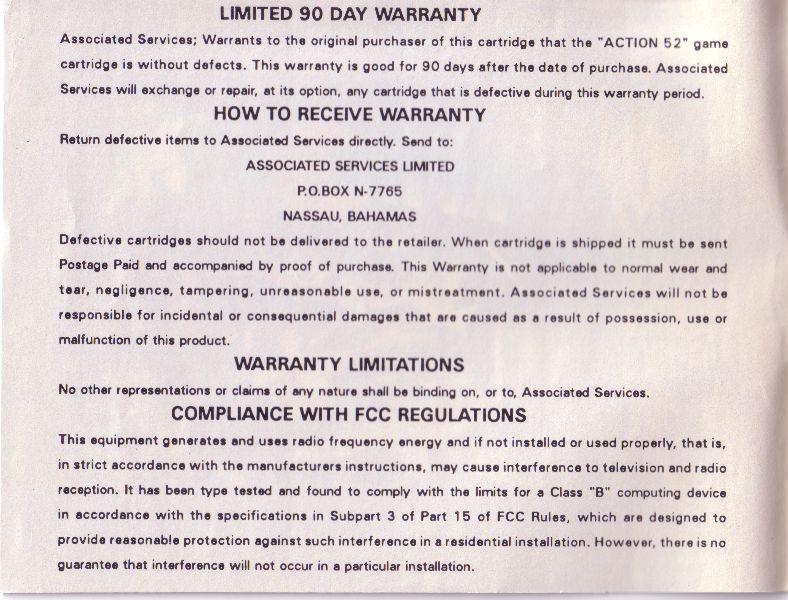 LIMITED 90 DAY WARRANTY
Associated Services; Warrants to the original purchaser of this cartridge that the "ACTION 52" game
cartridge is without defects. This warranty is good for 90 days after the date of purchase. Associated
Services will exchange or repair, at its option, any cartridge that is defective during this warranty period.
HOW TO RECEIVE WARRANTY
Return defective items to Associated Services directly. Send to:
ASSOCIATED SERVICES LIMITED
P.O.BOX N-7765
NASSAU, BAHAMAS
Defective cartridges should not be delivered to the retailer. When cartridge is shipped it must be sent
Postage Paid and accompanied by proof of purchase. This Warranty is not applicable to normal wear and
tear, negligence, tampering, unreasonable use, or mistreatment. Associated Services will not be
responsible for incidental or consequential damages that are caused as a result of possession, use or
malfunction of this product.
WARRANTY LIMITATIONS
No other representations or claims of any nature shall be binding on, or to, Associated Services.
COMPLIANCE WITH FCC REGULATIONS
This equipment generates and uses radio frequency energy and if not installed or used properly, that is,
in strict accordance with the manufacturers instructions, may cause interference to television and radio
reception. It has been type tested and found to comply with the limits for a Class "B" computing device
in accordance with the specifications in Subpart 3 of Part 15 of FCC Rules, which are designed to
provide reasonable protection against such interference in a residential installation. However, there is no
guarantee that interference will not occur in a particular installation.